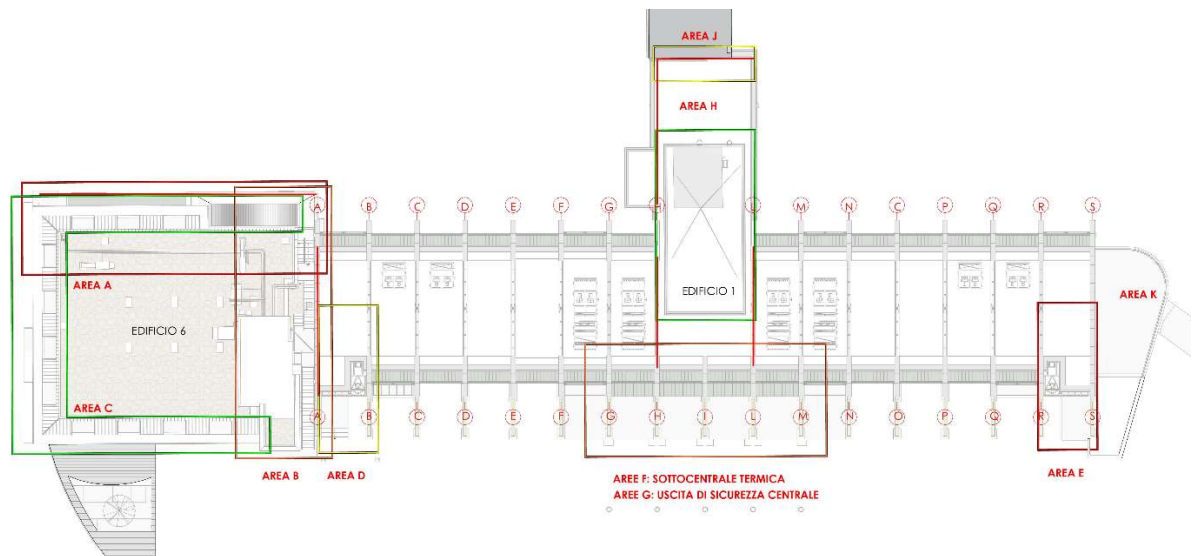 AREA J
AREA H
A B C D E F G H L M N C P Q R S
AREA A
EDIFICIO 6
EDIFICIO 1
AREA K
AREA C
A B C D E F G H I L M N O P Q R S
AREA B
AREA D
AREA E
AREE F: SOTTOCENTRALE TERMICA
AREE G: USCITA DI SICUREZZA CENTRALE